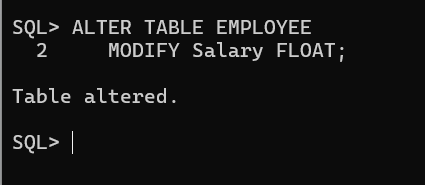 SQL> ALTER TABLE EMPLOYEE
  2     MODIFY Salary FLOAT;
Table altered.
SQL>